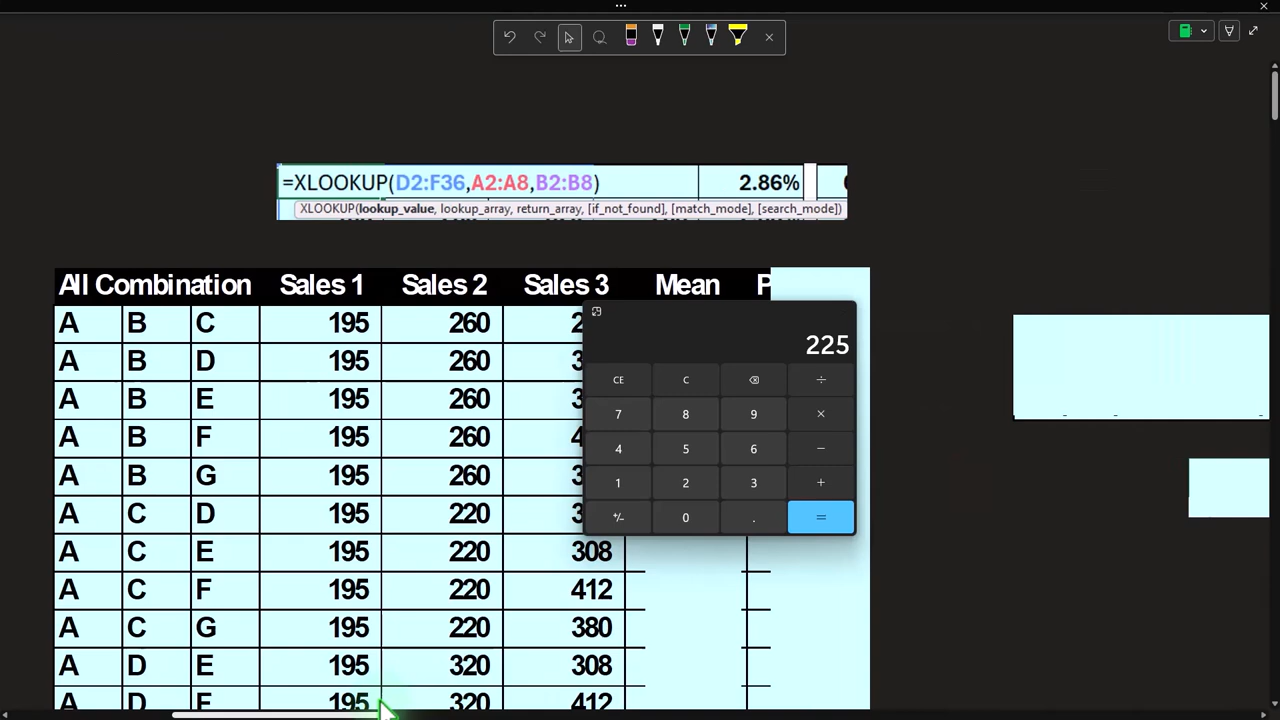 =XLOOKUP(D2:F36,A2:A8,B2:B8) 2.86%
XLOOKUP(lookup_value, lookup_array, return_array, [if_not_found], [match_mode], [search_mode])
All Combination Sales 1 Sales 2 Sales 3 Mean
A B C 195 260
225
A B D 195 260
CE C ÷
A B E 195 260
7 8 9 ×
A B F 195 260
4 5 6 −
A B G 195 260
1 2 3 +
A C D 195 220
+/− 0 . =
A C E 195 220 308
A C F 195 220 412
A C G 195 220 380
A D E 195 320 308
A D F 195 320 412